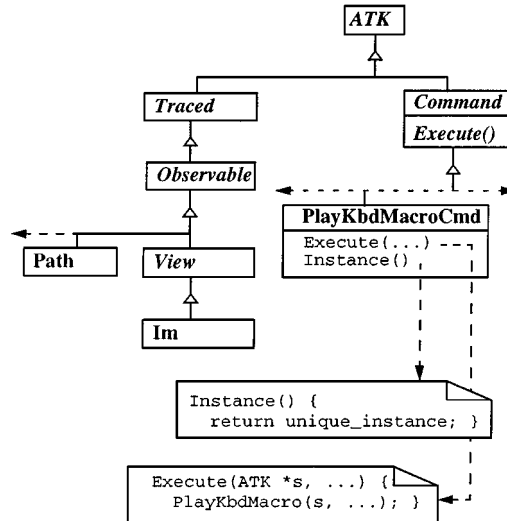 ATK
Traced
Command
Execute()
Observable
PlayKbdMacroCmd
Execute(...)
Instance()
Path
View
Im
Instance() {
return unique_instance; }
Execute(ATK *s, ...) {
PlayKbdMacro(s, ...); }